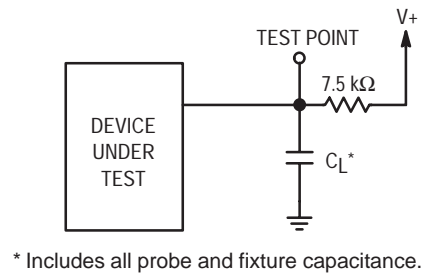 V+
TEST POINT
7.5 kΩ
DEVICE
UNDER
TEST
CL*
* Includes all probe and fixture capacitance.